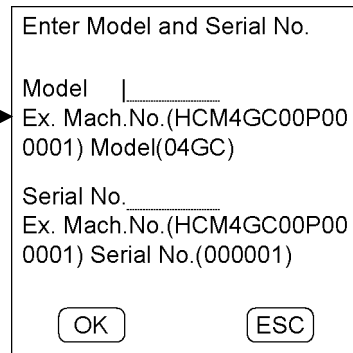 Enter Model and Serial No.
Model
Ex. Mach.No.(HCM4GC00P00
0001) Model(04GC)
Serial No.
Ex. Mach.No.(HCM4GC00P00
0001) Serial No.(000001)
OK ESC